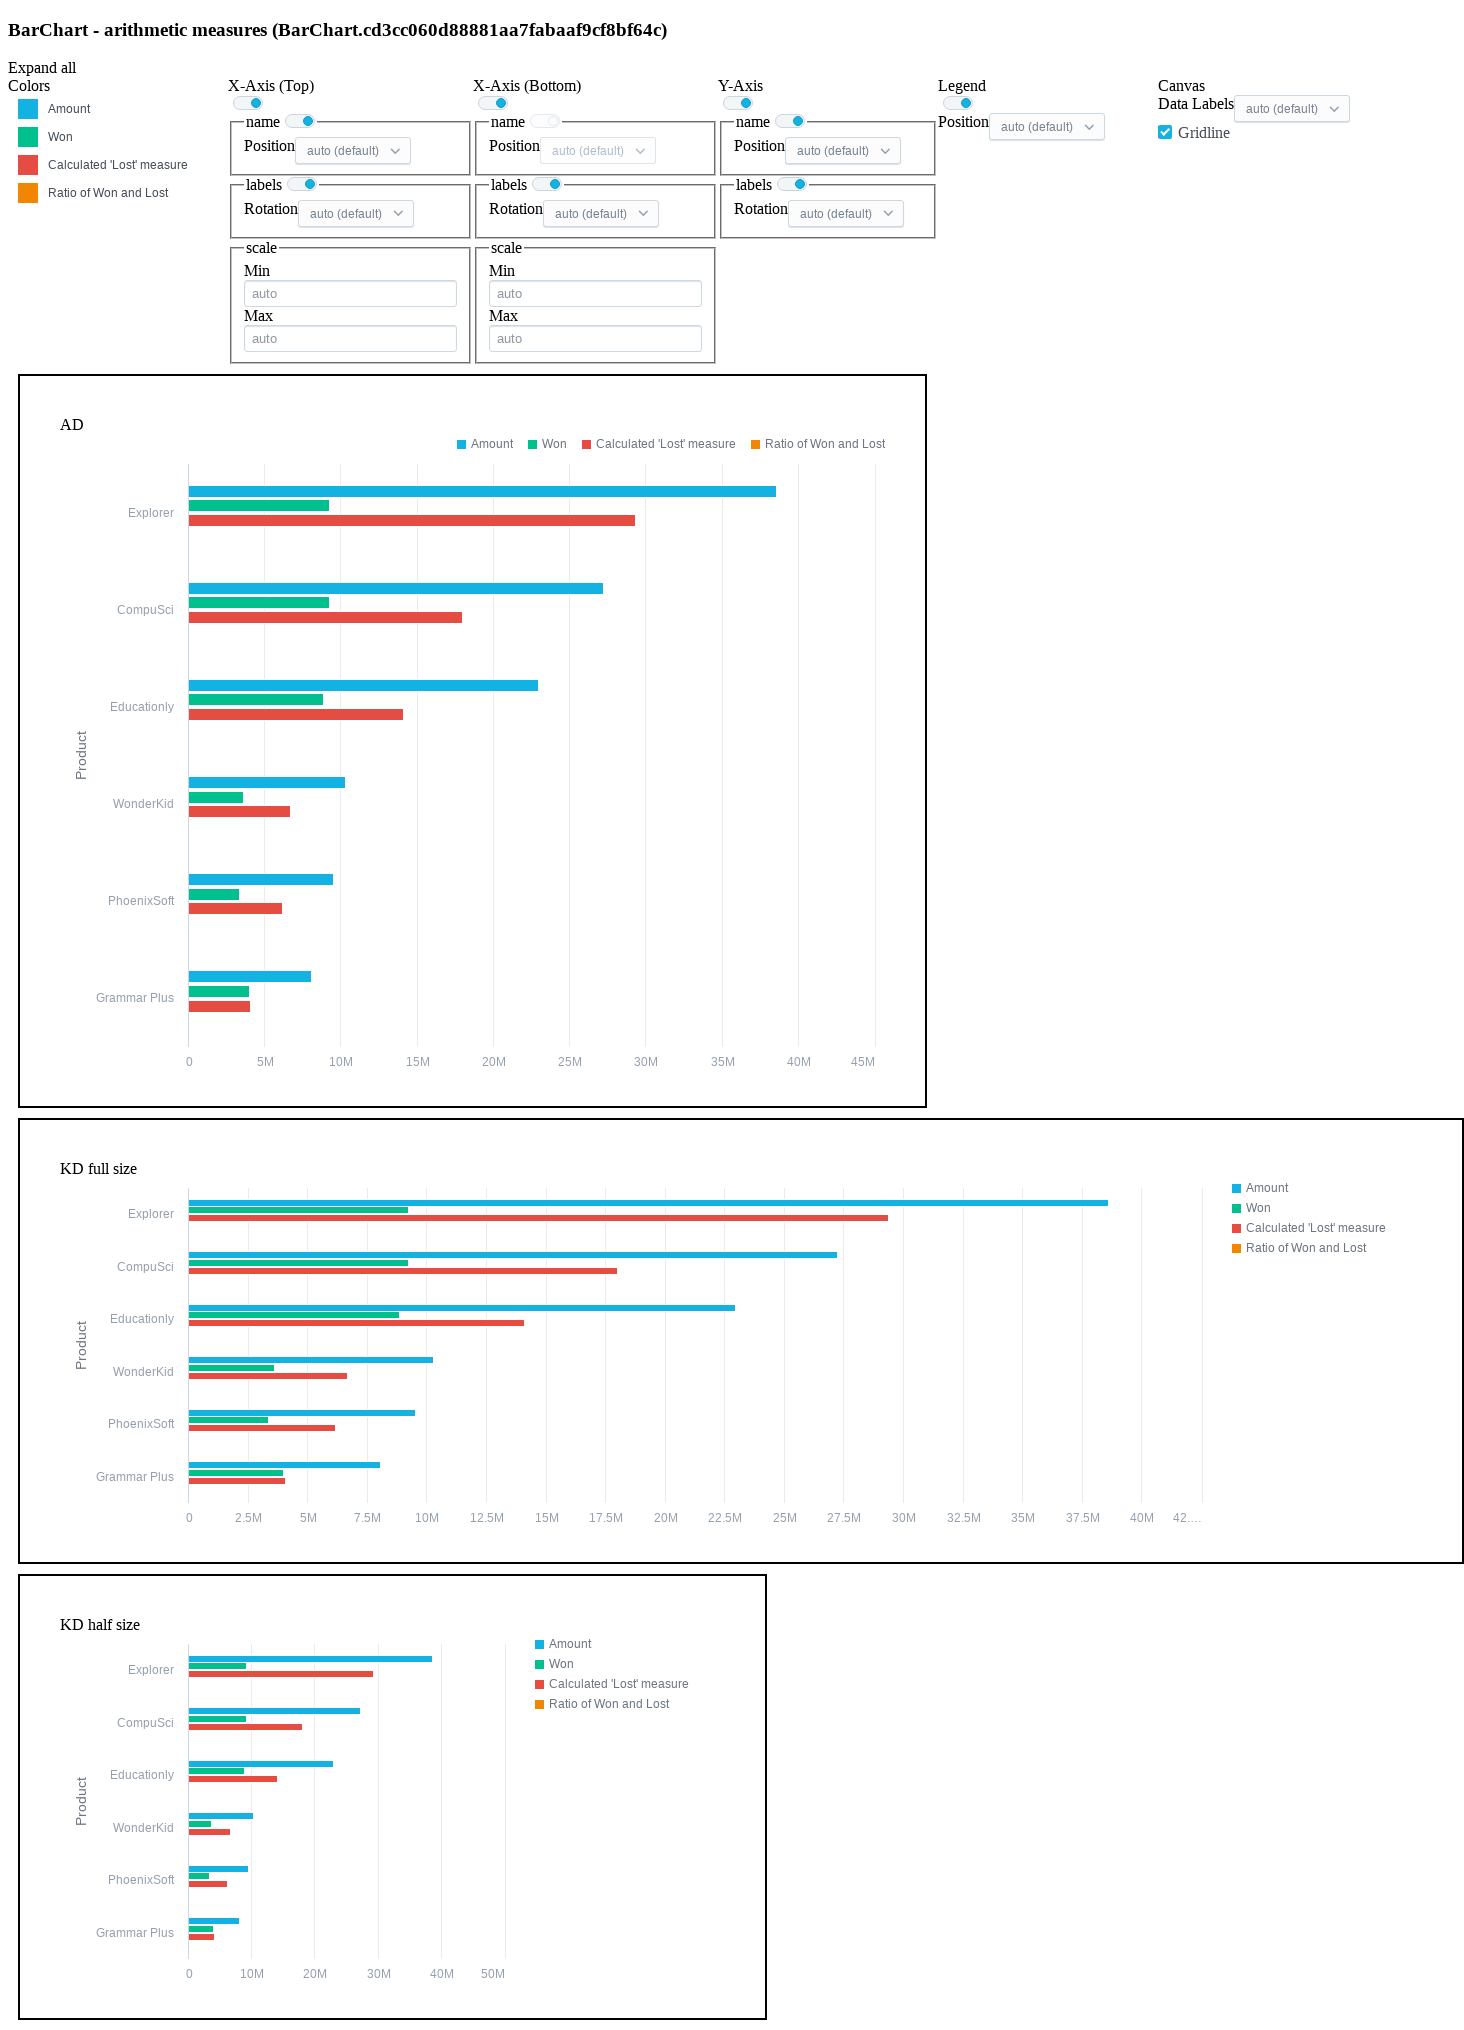 BarChart - arithmetic measures (BarChart.cd3cc060d88881aa7fabaaf9cf8bf64c)
Expand all
Colors
Amount
Won
Calculated 'Lost' measure
Ratio of Won and Lost
X-Axis (Top)
name
Position auto (default)
labels
Rotation auto (default)
scale
Min
auto
Max
auto
X-Axis (Bottom)
name
Position auto (default)
labels
Rotation auto (default)
scale
Min
auto
Max
auto
Y-Axis
name
Position auto (default)
labels
Rotation auto (default)
Legend
Position auto (default)
Canvas
Data Labels auto (default)
Gridline
AD
Amount Won Calculated 'Lost' measure Ratio of Won and Lost
Product
Explorer
CompuSci
Educationly
WonderKid
PhoenixSoft
Grammar Plus
0 5M 10M 15M 20M 25M 30M 35M 40M 45M
KD full size
Amount
Won
Calculated 'Lost' measure
Ratio of Won and Lost
Product
Explorer
CompuSci
Educationly
WonderKid
PhoenixSoft
Grammar Plus
0 2.5M 5M 7.5M 10M 12.5M 15M 17.5M 20M 22.5M 25M 27.5M 30M 32.5M 35M 37.5M 40M 42....
KD half size
Amount
Won
Calculated 'Lost' measure
Ratio of Won and Lost
Product
Explorer
CompuSci
Educationly
WonderKid
PhoenixSoft
Grammar Plus
0 10M 20M 30M 40M 50M